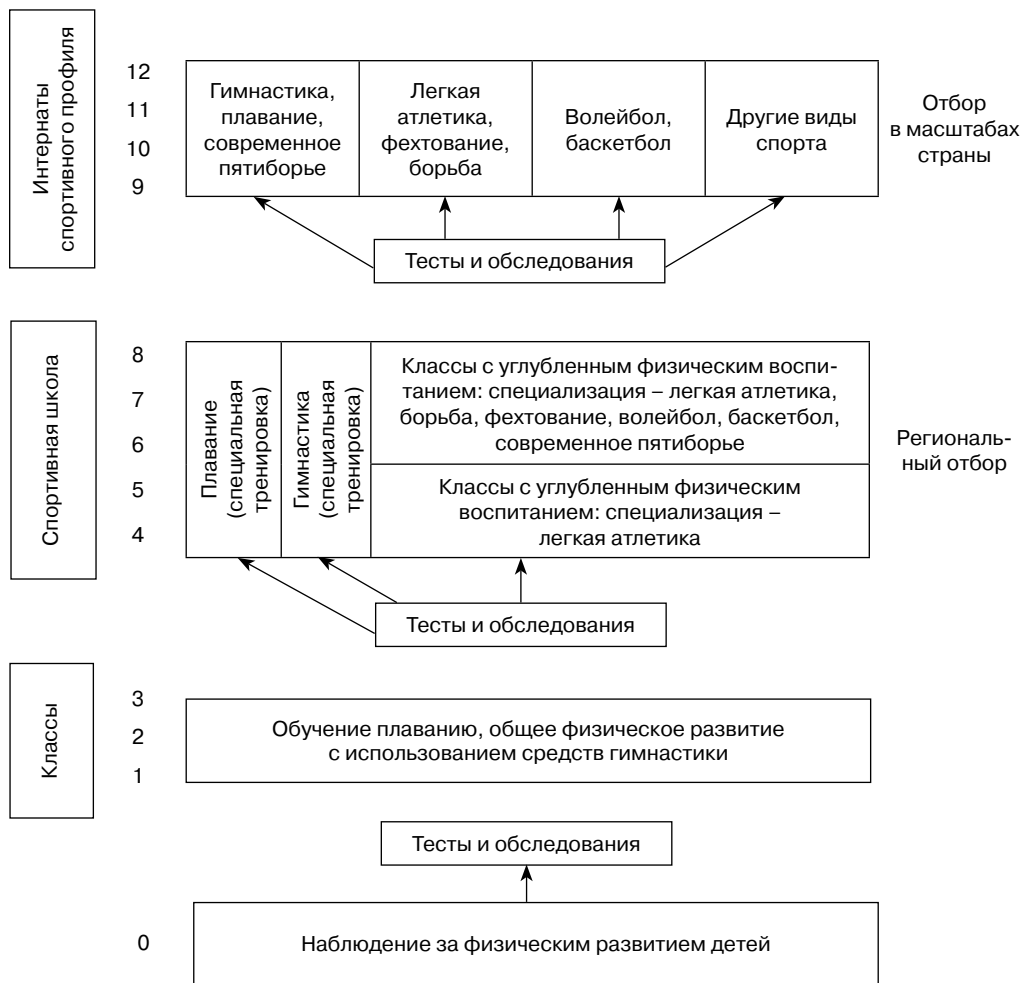 Интернаты
спортивного профиля
12
11
10
9
Гимнастика,
плавание,
современное
пятиборье
Легкая
атлетика,
фехтование,
борьба
Волейбол,
баскетбол
Другие виды
спорта
Отбор
в масштабах
страны
Тесты и обследования
Спортивная школа
8
7
6
5
4
Плавание
(специальная
тренировка)
Гимнастика
(специальная
тренировка)
Классы с углубленным физическим воспи-
танием: специализация – легкая атлетика,
борьба, фехтование, волейбол, баскетбол,
современное пятиборье
Классы с углубленным физическим
воспитанием: специализация –
легкая атлетика
Региональ-
ный отбор
Тесты и обследования
Классы
3
2
1
Обучение плаванию, общее физическое развитие
с использованием средств гимнастики
Тесты и обследования
0
Наблюдение за физическим развитием детей